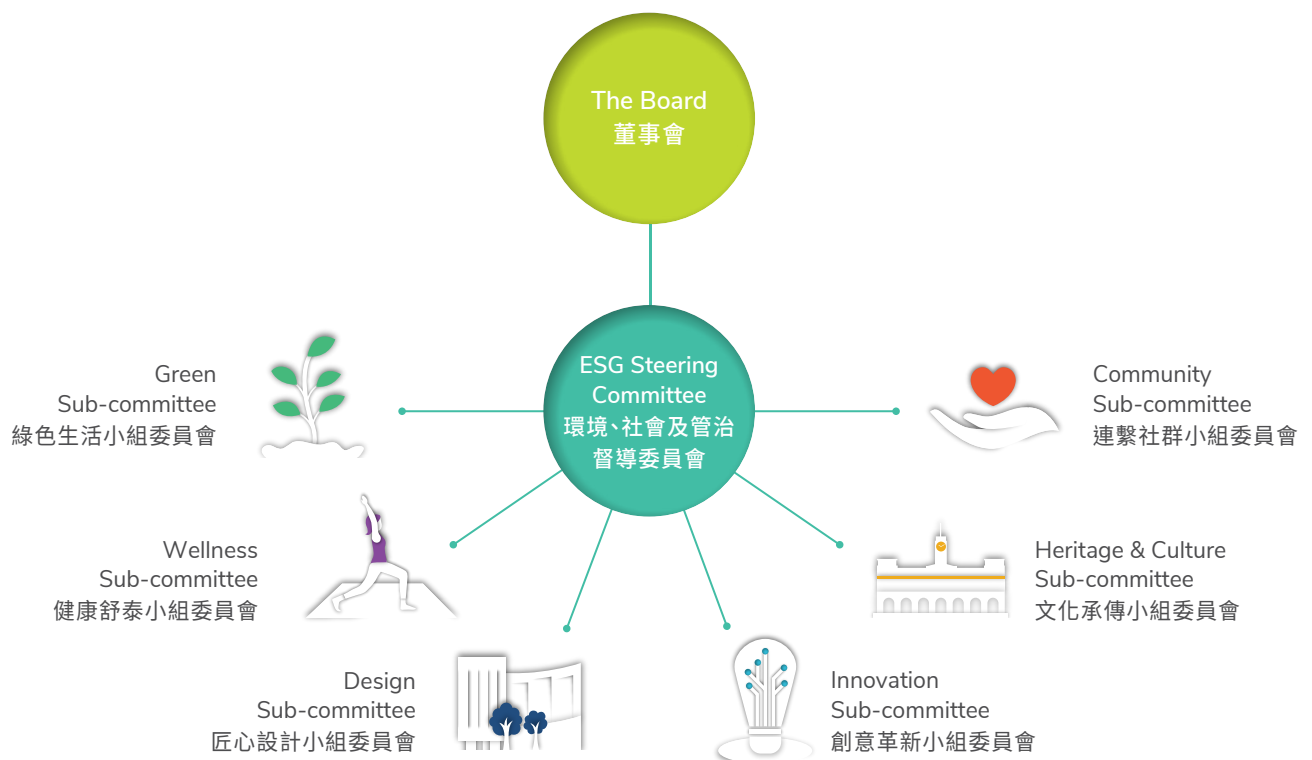 The Board
董事會
ESG Steering
Committee
環境、社會及管治
督導委員會
Green
Sub-committee
綠色生活小組委員會
Community
Sub-committee
連繫社群小組委員會
Wellness
Sub-committee
健康舒泰小組委員會
Heritage & Culture
Sub-committee
文化承傳小組委員會
Design
Sub-committee
匠心設計小組委員會
Innovation
Sub-committee
創意革新小組委員會